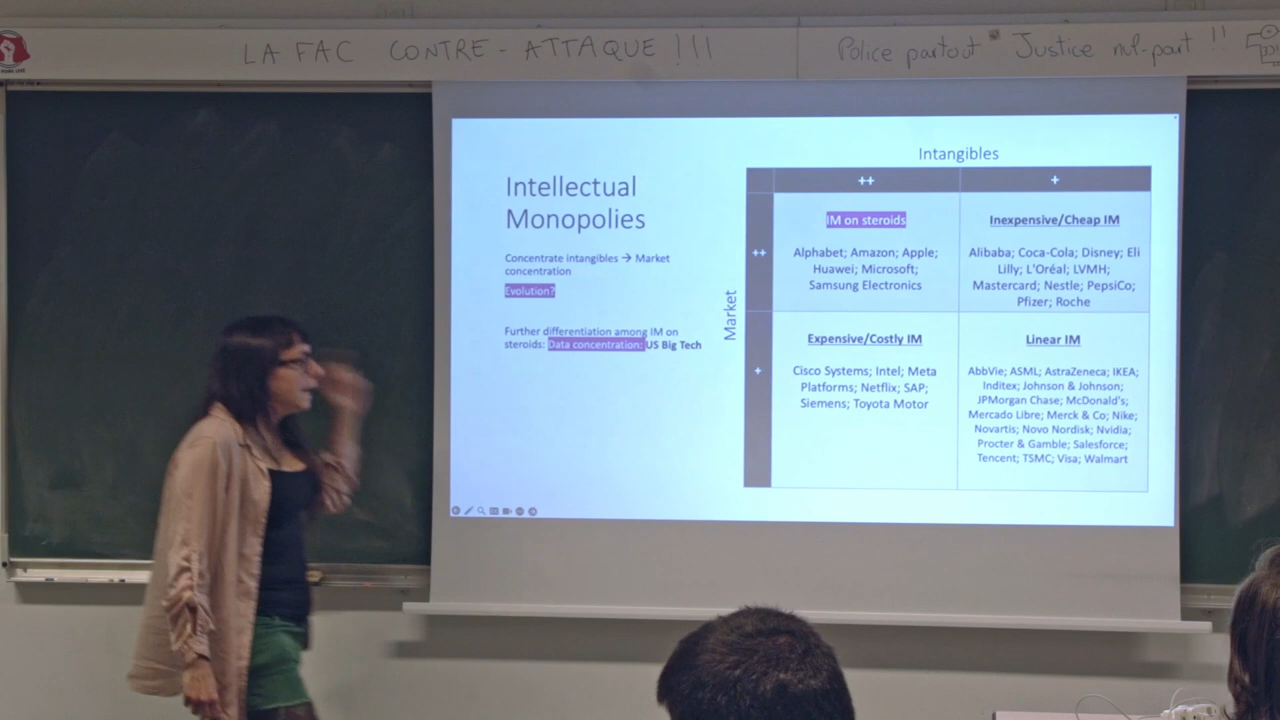 LA FAC CONTRE-ATTAQUE !!!
Police partout Justice nul-part !!
Intellectual
Monopolies
Concentrate intangibles → Market
concentration
Evolution?
Further differentiation among IM on
steroids: Data concentration: US Big Tech
Intangibles
++
+
Market
++
IM on steroids
Alphabet; Amazon; Apple;
Huawei; Microsoft;
Samsung Electronics
Inexpensive/Cheap IM
Alibaba; Coca-Cola; Disney; Eli
Lilly; L'Oréal; LVMH;
Mastercard; Nestle; PepsiCo;
Pfizer; Roche
+
Expensive/Costly IM
Cisco Systems; Intel; Meta
Platforms; Netflix; SAP;
Siemens; Toyota Motor
Linear IM
AbbVie; ASML; AstraZeneca; IKEA;
Inditex; Johnson & Johnson;
JPMorgan Chase; McDonald's;
Mercado Libre; Merck & Co; Nike;
Novartis; Novo Nordisk; Nvidia;
Procter & Gamble; Salesforce;
Tencent; TSMC; Visa; Walmart